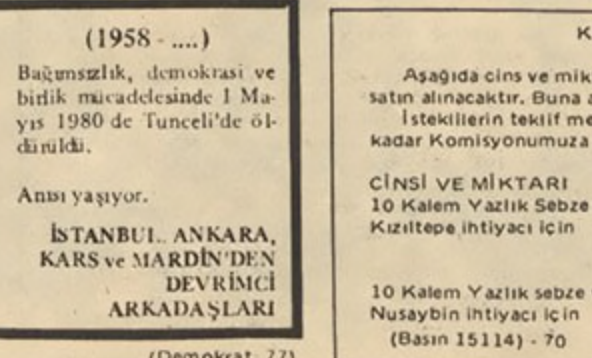 (1958 - ....)
Bağımsızlık, demokrasi ve
birlik mücadelesinde 1 Ma-
yıs 1980 de Tunceli'de öl-
dürüldü.
Anısı yaşıyor.
İSTANBUL. ANKARA,
KARS ve MARDİN'DEN
DEVRİMCİ
ARKADAŞLARI
(Demokrat: 77)
K
Aşağıda cins ve mik
satın alınacaktır. Buna a
İsteklilerin teklif me
kadar Komisyonumuza
CİNSİ VE MİKTARI
10 Kalem Yazlık Sebze
Kızıltepe ihtiyacı için
10 Kalem Yazlık sebze
Nusaybin ihtiyacı için
(Basın 15114) - 70